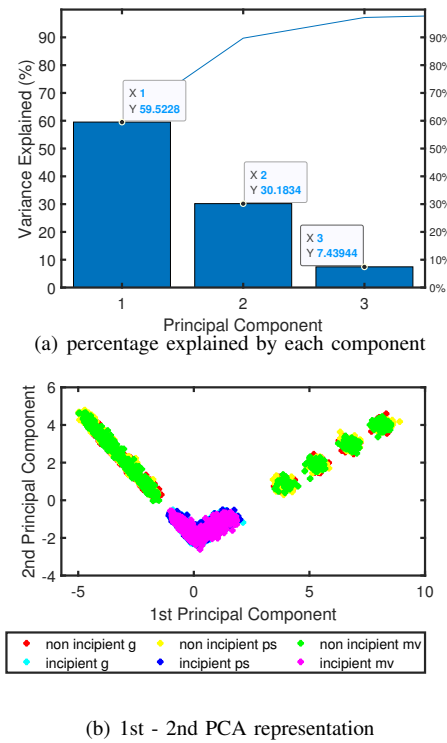 90 90%
80 80%
70 70%
60 60%
50 50%
40 40%
30 30%
20 20%
10 10%
0 0%
Variance Explained (%)
X 1
Y 59.5228
X 2
Y 30.1834
X 3
Y 7.43944
1 2 3
Principal Component
(a) percentage explained by each component
6
4
2
0
-2
-4
2nd Principal Component
-5 0 5 10
1st Principal Component
non incipient g non incipient ps non incipient mv
incipient g incipient ps incipient mv
(b) 1st - 2nd PCA representation